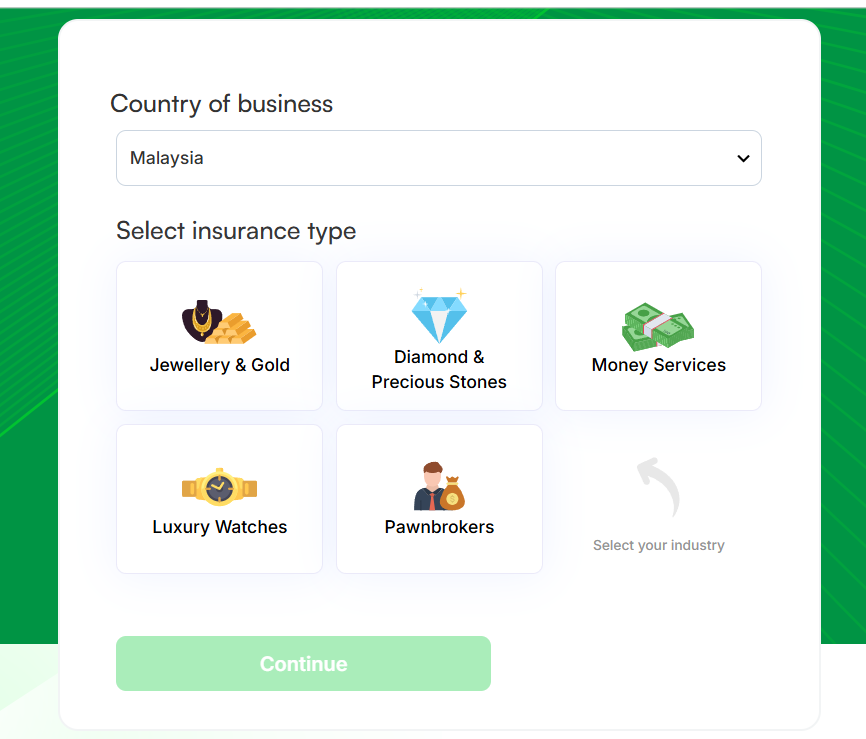 Country of business
Malaysia
Select insurance type
Jewellery & Gold
Diamond &
Precious Stones
Money Services
Luxury Watches
Pawnbrokers
Select your industry
Continue